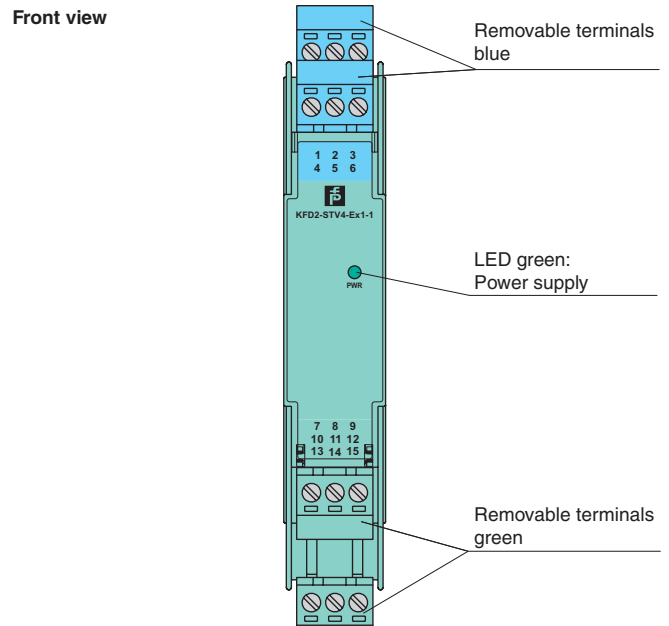 Front view
Removable terminals
blue
1 2 3
4 5 6
KFD2-STV4-Ex1-1
LED green:
Power supply
PWR
7 8 9
10 11 12
13 14 15
Removable terminals
green